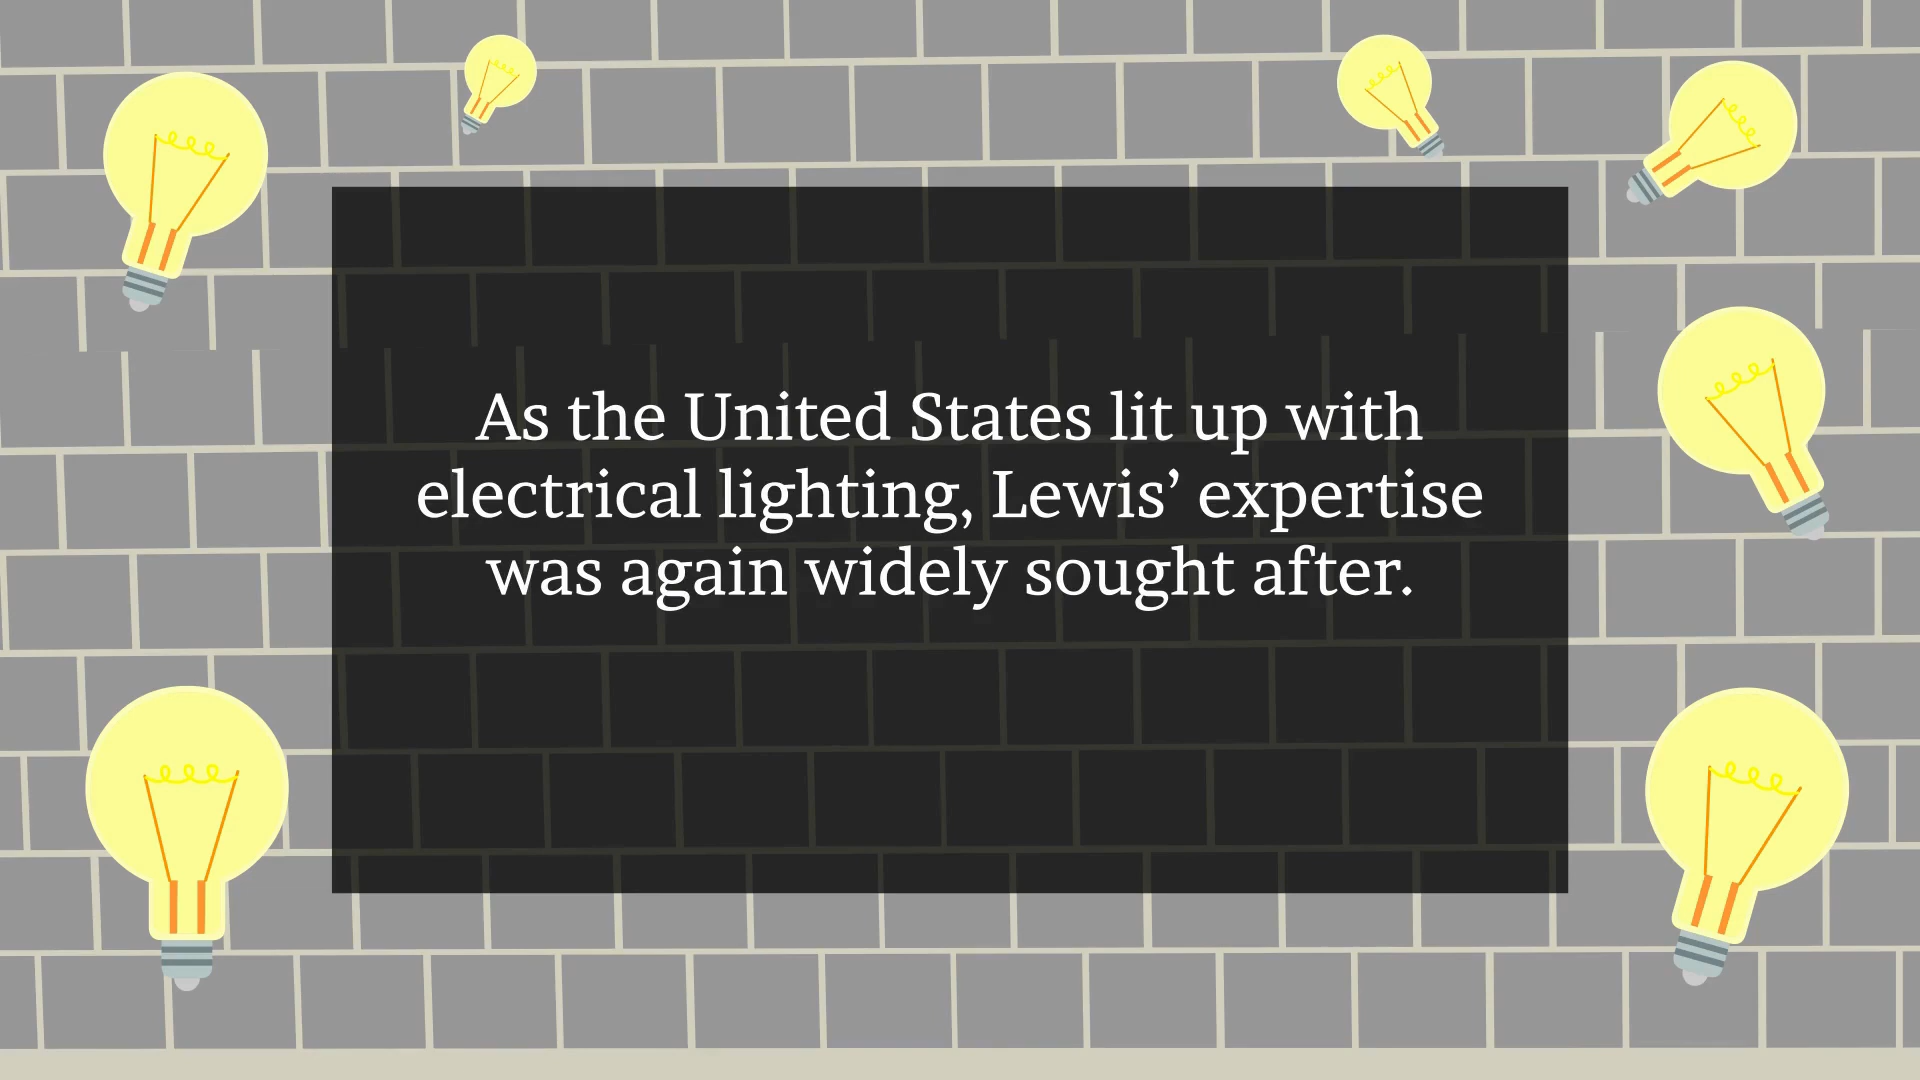 As the United States lit up with
electrical lighting, Lewis’ expertise
was again widely sought after.